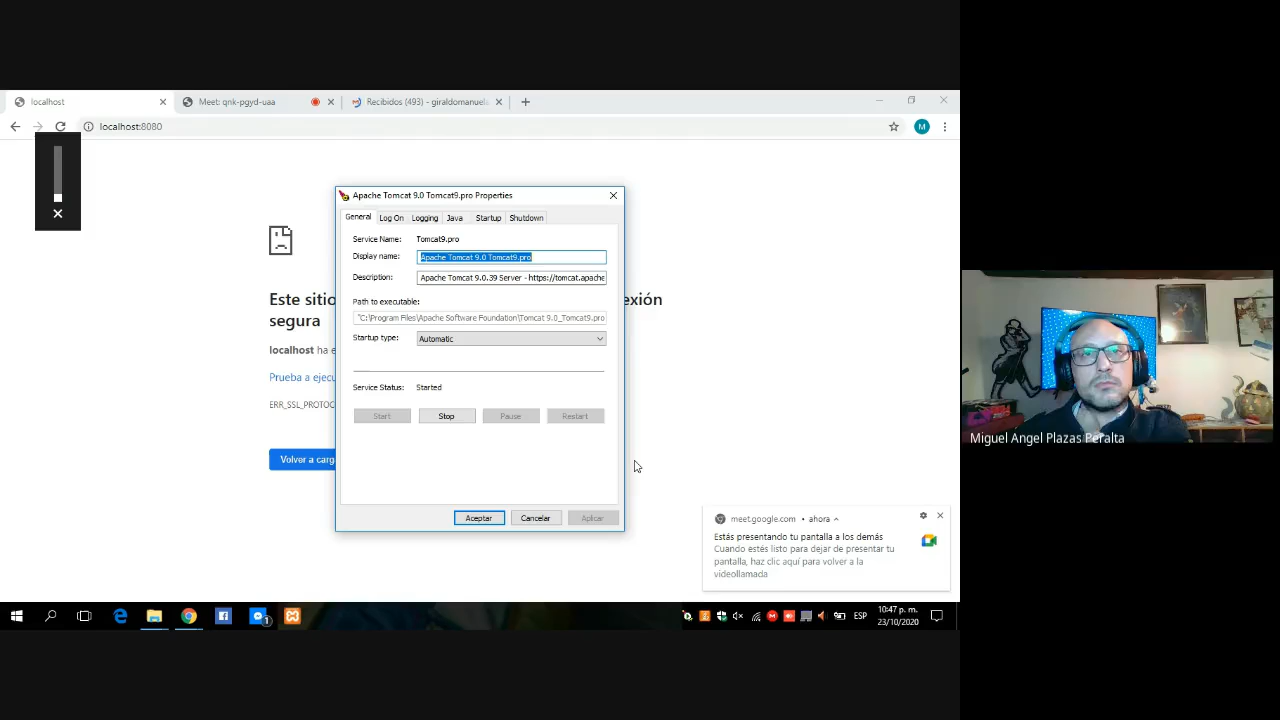 localhost
Meet: qnk-pgyd-uaa
Recibidos (493) - giraldomanuela
localhost:8080
M
Apache Tomcat 9.0 Tomcat9.pro Properties
General Log On Logging Java Startup Shutdown
Service Name: Tomcat9.pro
Display name: Apache Tomcat 9.0 Tomcat9.pro
Description: Apache Tomcat 9.0.39 Server - https://tomcat.apache
Path to executable:
"C:\Program Files\Apache Software Foundation\Tomcat 9.0_Tomcat9.pro
Startup type: Automatic
Service Status: Started
Start Stop Pause Restart
Aceptar Cancelar Aplicar
Este sitio
exión
segura
localhost ha e
Prueba a ejecu
ERR_SSL_PROTOC
Volver a carg
meet.google.com • ahora
Estás presentando tu pantalla a los demás
Cuando estés listo para dejar de presentar tu
pantalla, haz clic aquí para volver a la
videollamada
Miguel Angel Plazas Peralta
1
ESP
10:47 p. m.
23/10/2020